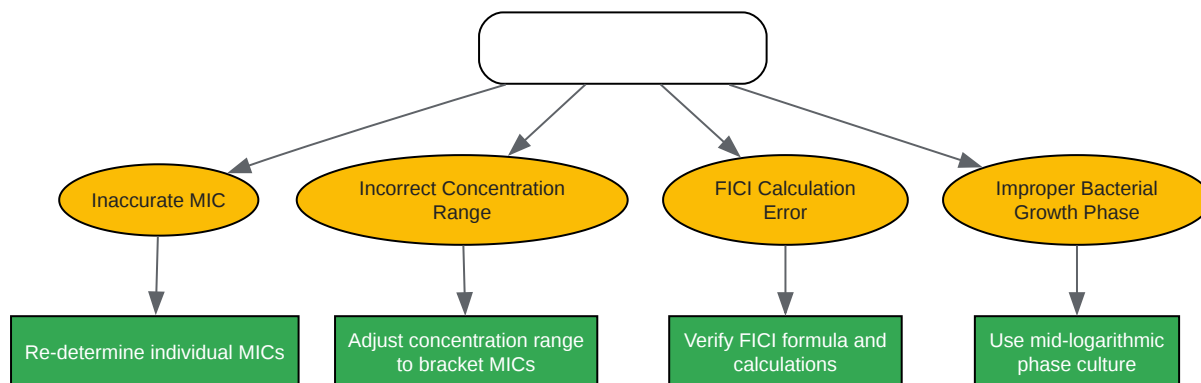 Inaccurate MIC
Incorrect Concentration
Range
FICI Calculation
Error
Improper Bacterial
Growth Phase
Re-determine individual MICs
Adjust concentration range
to bracket MICs
Verify FICI formula and
calculations
Use mid-logarithmic
phase culture